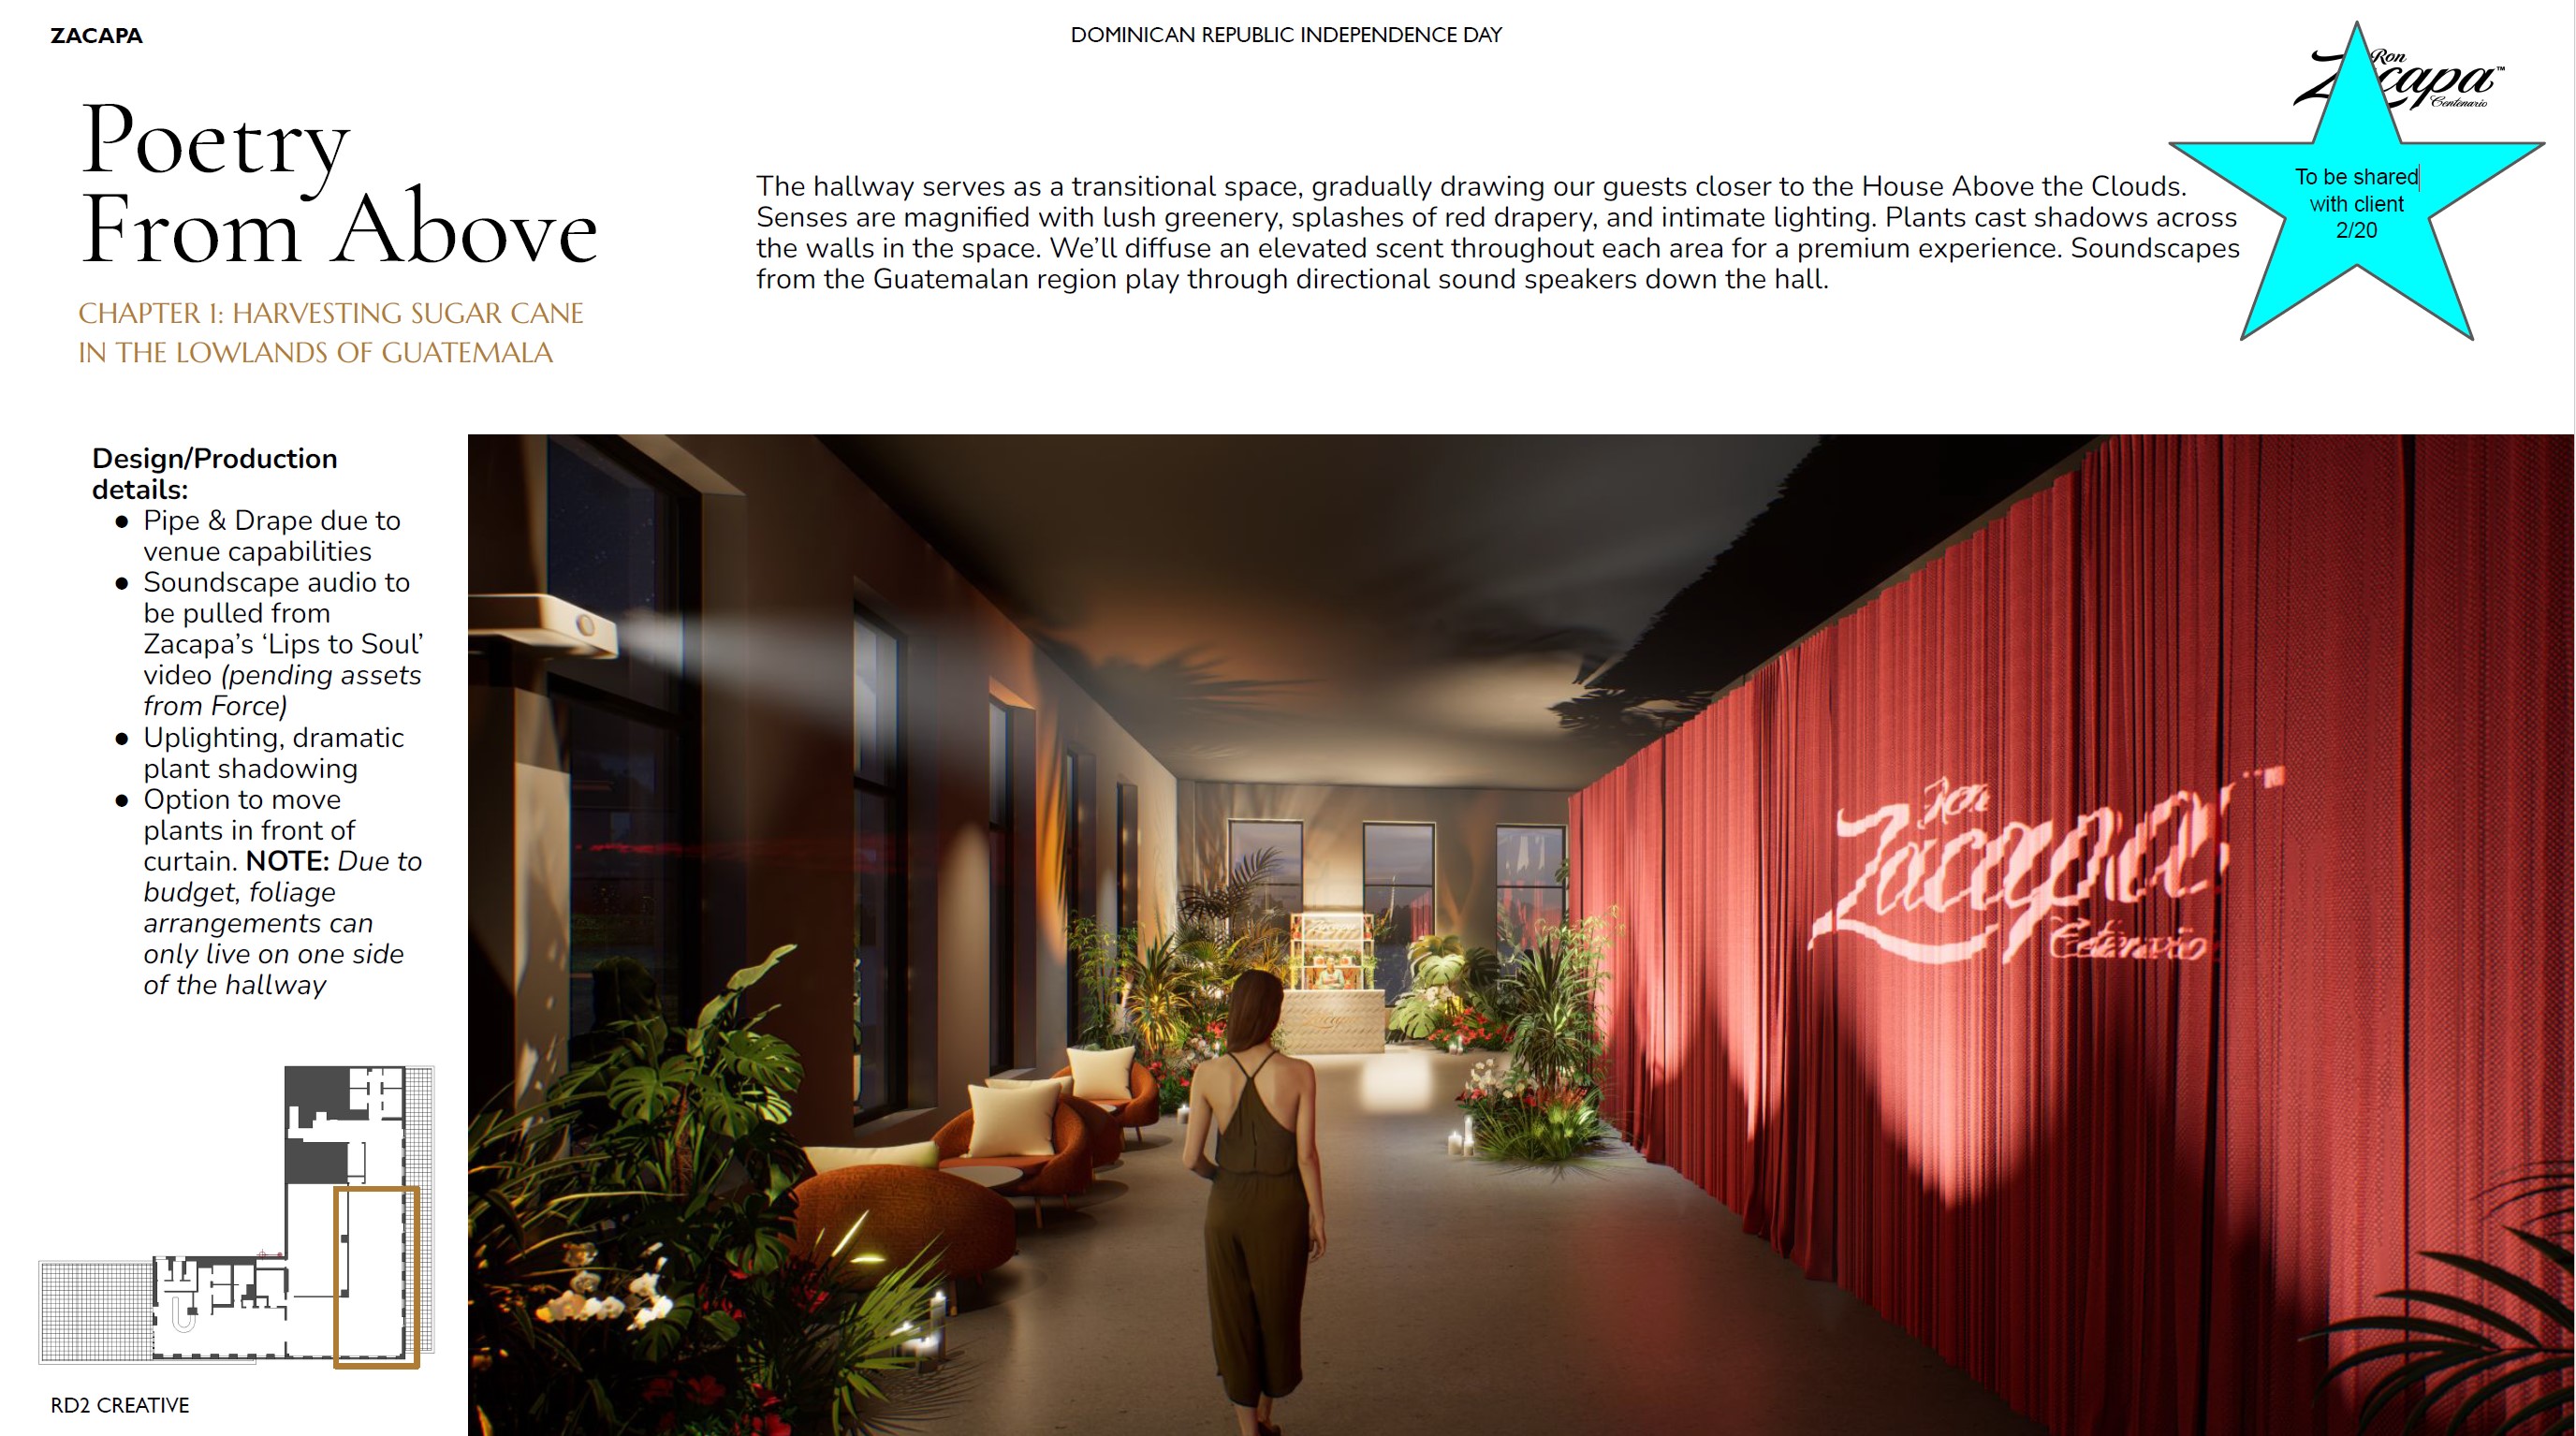 ZACAPA
DOMINICAN REPUBLIC INDEPENDENCE DAY
Ron
Zacapa™
Centenario
Poetry
From Above
CHAPTER 1: HARVESTING SUGAR CANE
IN THE LOWLANDS OF GUATEMALA
The hallway serves as a transitional space, gradually drawing our guests closer to the House Above the Clouds.
Senses are magnified with lush greenery, splashes of red drapery, and intimate lighting. Plants cast shadows across
the walls in the space. We’ll diffuse an elevated scent throughout each area for a premium experience. Soundscapes
from the Guatemalan region play through directional sound speakers down the hall.
To be shared
with client
2/20
Design/Production
details:
● Pipe & Drape due to
venue capabilities
● Soundscape audio to
be pulled from
Zacapa’s ‘Lips to Soul’
video (pending assets
from Force)
● Uplighting, dramatic
plant shadowing
● Option to move
plants in front of
curtain. NOTE: Due to
budget, foliage
arrangements can
only live on one side
of the hallway
Ron
Zacapa™
Centenario
RD2 CREATIVE